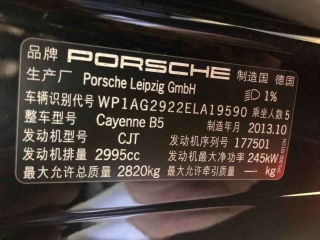 品牌 PORSCHE 制造国 德国
生产厂 Porsche Leipzig GmbH 1%
车辆识别代号 WP1AG2922ELA19590 乘坐人数 5
整车型号 Cayenne B5 制造年月 2013.10
发动机型号 CJT 发动机序列号 177501
发动机排量 2995cc 发动机最大净功率 245kW
最大允许总质量 2820kg 最大允许牵引质量 — kg